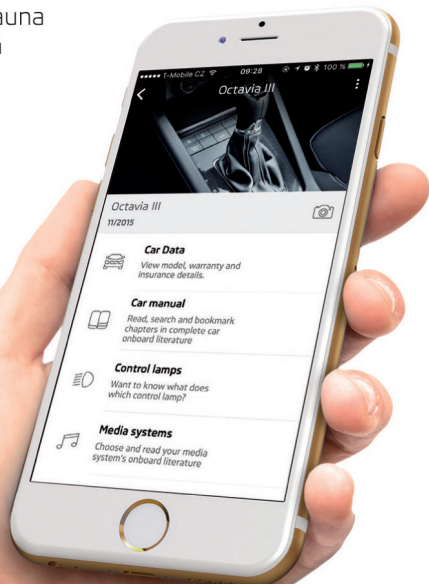 auna
T-Mobile CZ 09:28 100 %
Octavia III
Octavia III
11/2015
Car Data
View model, warranty and
insurance details.
Car manual
Read, search and bookmark
chapters in complete car
onboard literature
Control lamps
Want to know what does
which control lamp?
Media systems
Choose and read your media
system's onboard literature